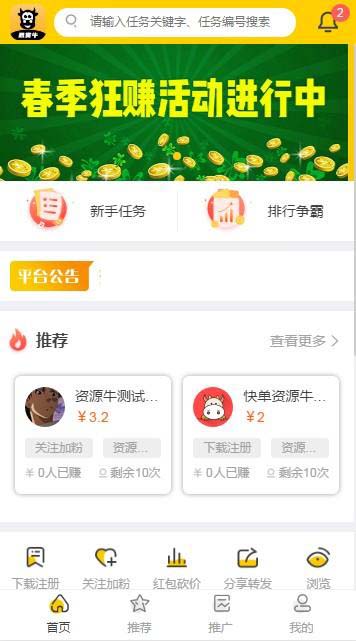 资源牛
请输入任务关键字、任务编号搜索
2
春季狂赚活动进行中
新手任务
排行争霸
平台公告
推荐
查看更多
资源牛测试...
¥3.2
关注加粉
资源...
¥ 0人已赚
剩余10次
快单资源牛...
¥2
下载注册
资源...
¥ 0人已赚
剩余10次
下载注册
关注加粉
红包砍价
分享转发
浏览
首页
推荐
推广
我的